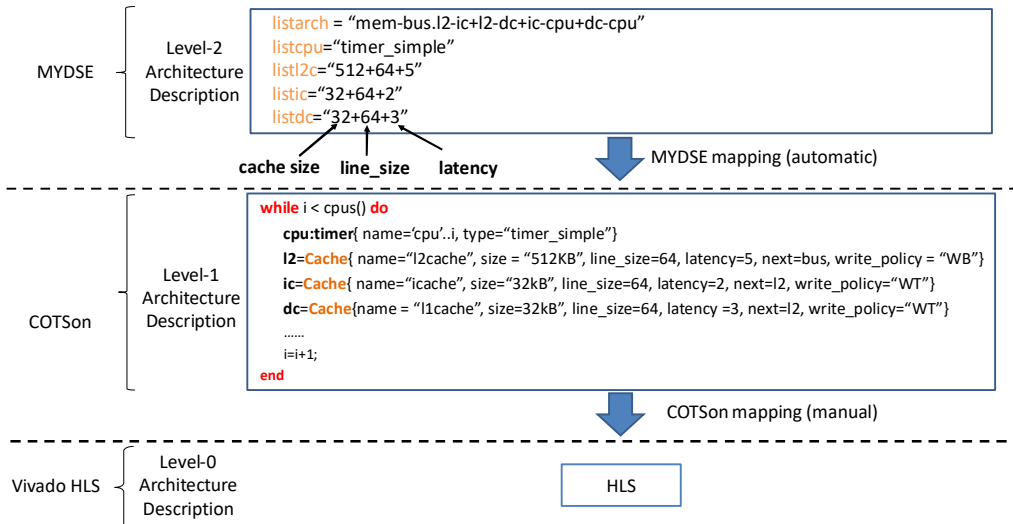 MYDSE
Level-2
Architecture
Description
listarch = “mem-bus.l2-ic+l2-dc+ic-cpu+dc-cpu”
listcpu=“timer_simple”
listl2c=“512+64+5”
listic=“32+64+2”
listdc=“32+64+3”
cache size line_size latency
MYDSE mapping (automatic)
COTSon
Level-1
Architecture
Description
while i < cpus() do
cpu:timer{ name=‘cpu’..i, type=“timer_simple”}
l2=Cache{ name=“l2cache”, size = “512KB”, line_size=64, latency=5, next=bus, write_policy = “WB”}
ic=Cache{ name=“icache”, size=“32kB”, line_size=64, latency=2, next=l2, write_policy=“WT”}
dc=Cache{name = “l1cache”, size=32kB”, line_size=64, latency =3, next=l2, write_policy=“WT”}
......
i=i+1;
end
COTSon mapping (manual)
Vivado HLS
Level-0
Architecture
Description
HLS